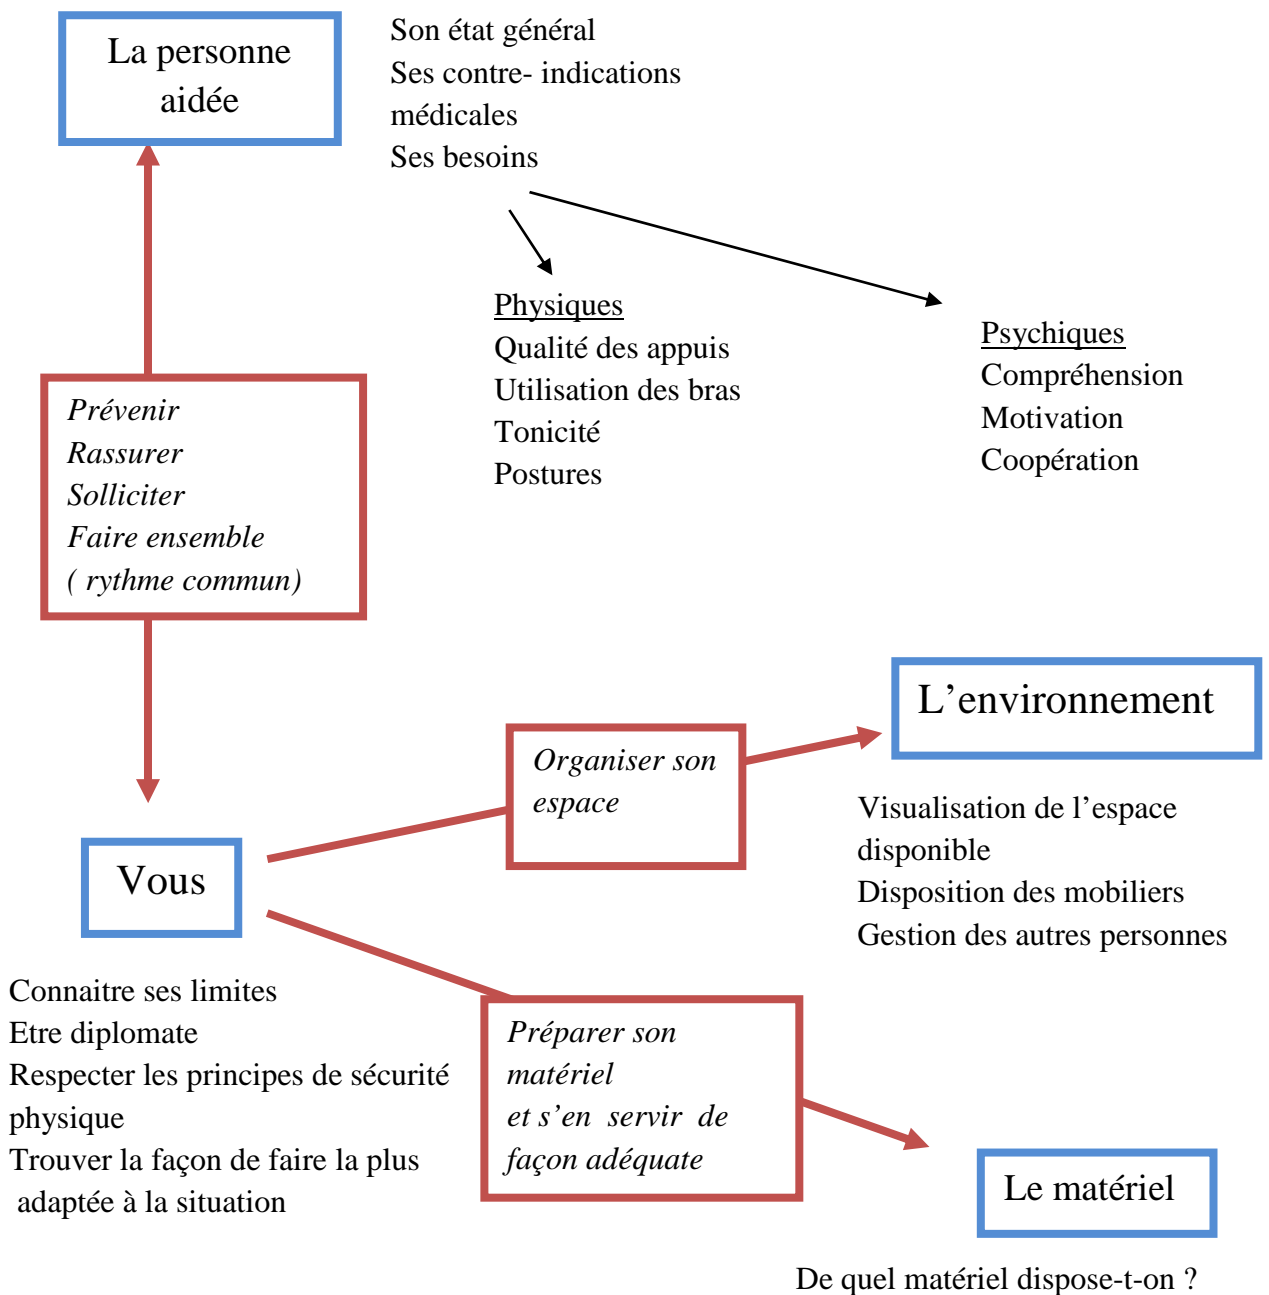 La personne
aidée
Son état général
Ses contre- indications
médicales
Ses besoins
Physiques
Qualité des appuis
Utilisation des bras
Tonicité
Postures
Psychiques
Compréhension
Motivation
Coopération
Prévenir
Rassurer
Solliciter
Faire ensemble
( rythme commun)
L’environnement
Organiser son
espace
Visualisation de l’espace
disponible
Disposition des mobiliers
Gestion des autres personnes
Vous
Connaitre ses limites
Etre diplomate
Respecter les principes de sécurité
physique
Trouver la façon de faire la plus
adaptée à la situation
Préparer son
matériel
et s’en servir de
façon adéquate
Le matériel
De quel matériel dispose-t-on ?